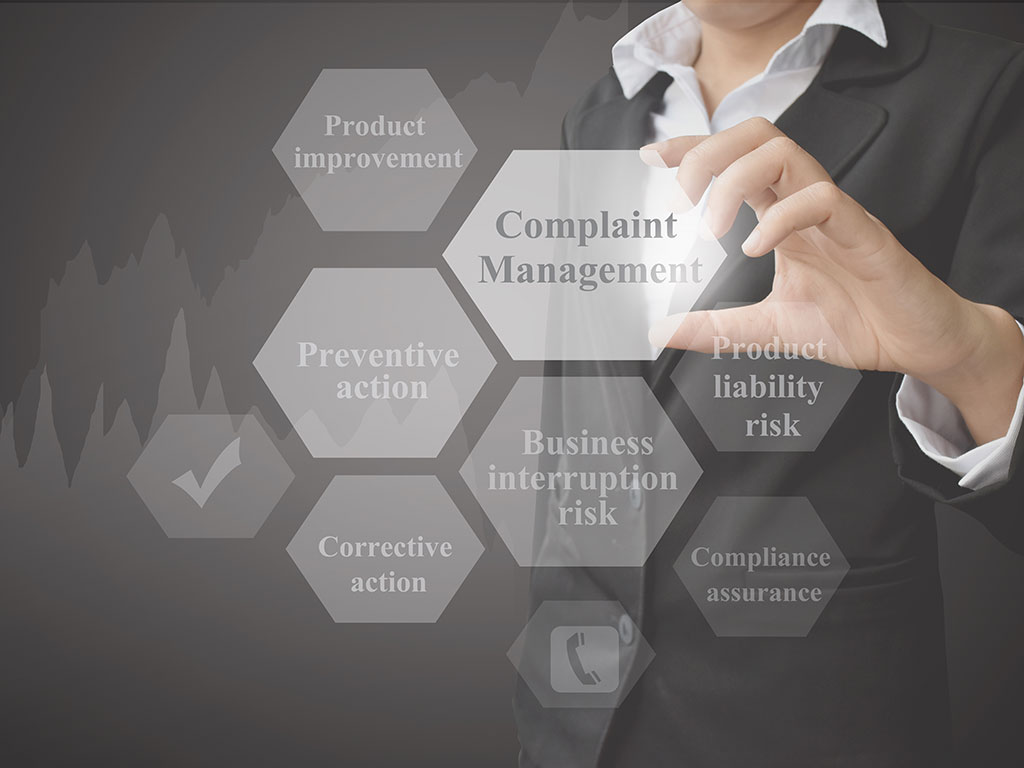 Product
improvement
Complaint
Management
Preventive
action
Product
liability
risk
Business
interruption
risk
Corrective
action
Compliance
assurance